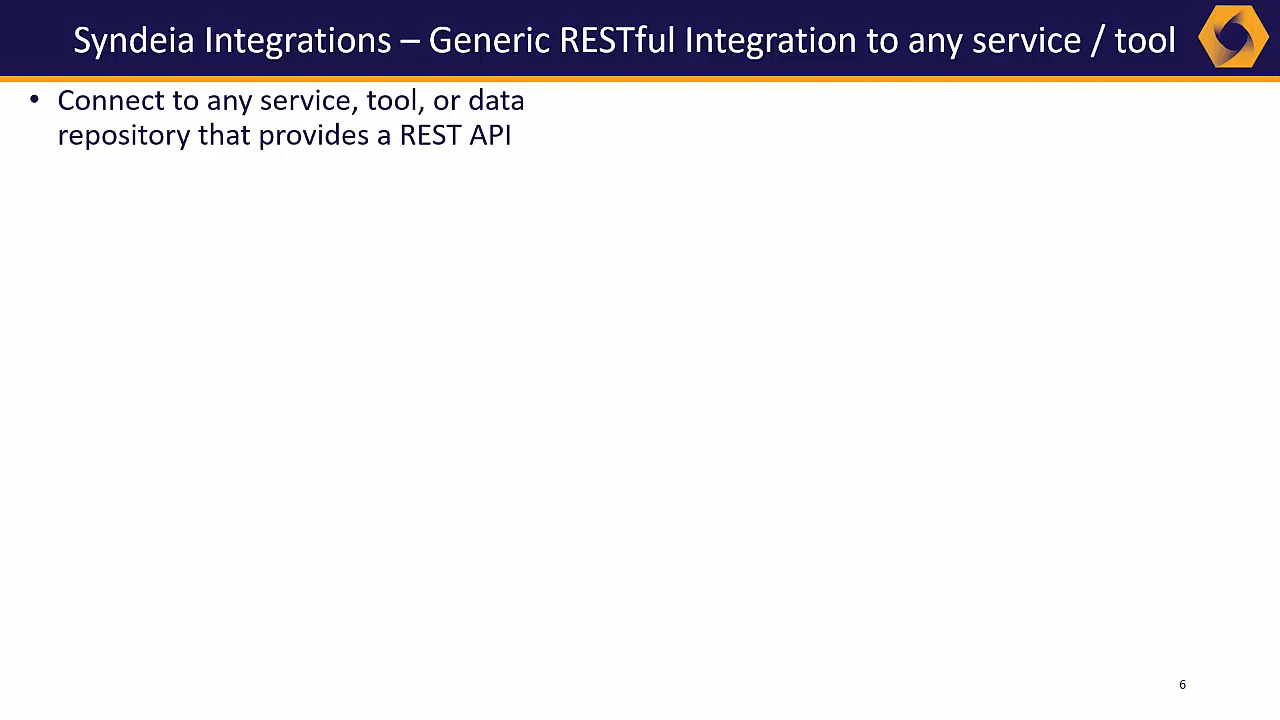 Syndeia Integrations – Generic RESTful Integration to any service / tool
• Connect to any service, tool, or data
repository that provides a REST API
6